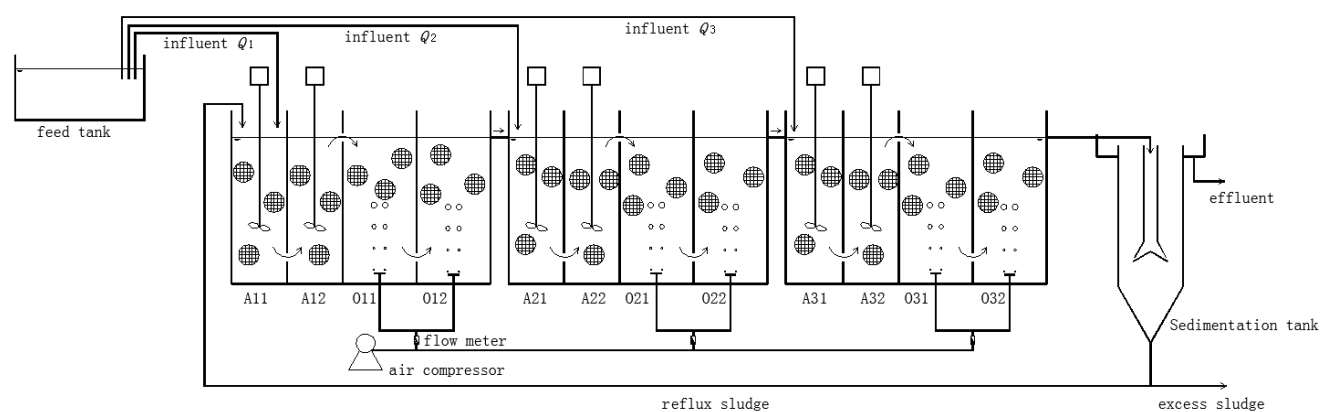 influent Q1
influent Q2
influent Q3
feed tank
effluent
A11
A12
O11
O12
A21
A22
O21
O22
A31
A32
O31
O32
Sedimentation tank
flow meter
air compressor
reflux sludge
excess sludge